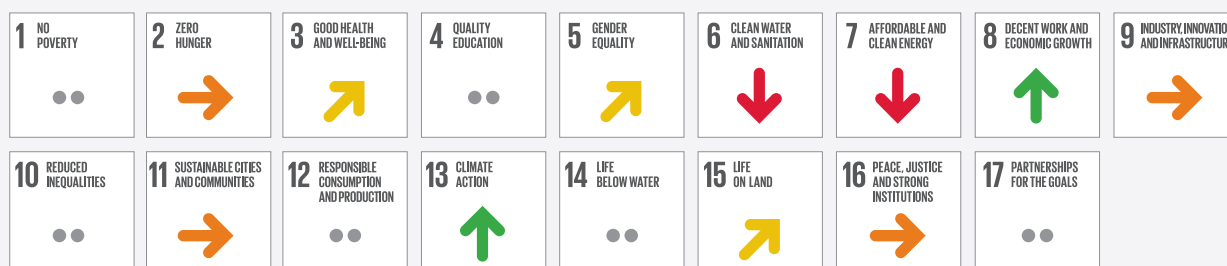 1 NO
POVERTY
2 ZERO
HUNGER
3 GOOD HEALTH
AND WELL-BEING
4 QUALITY
EDUCATION
5 GENDER
EQUALITY
6 CLEAN WATER
AND SANITATION
7 AFFORDABLE AND
CLEAN ENERGY
8 DECENT WORK AND
ECONOMIC GROWTH
9 INDUSTRY, INNOVATIO
AND INFRASTRUCTUR
10 REDUCED
INEQUALITIES
11 SUSTAINABLE CITIES
AND COMMUNITIES
12 RESPONSIBLE
CONSUMPTION
AND PRODUCTION
13 CLIMATE
ACTION
14 LIFE
BELOW WATER
15 LIFE
ON LAND
16 PEACE, JUSTICE
AND STRONG
INSTITUTIONS
17 PARTNERSHIPS
FOR THE GOALS